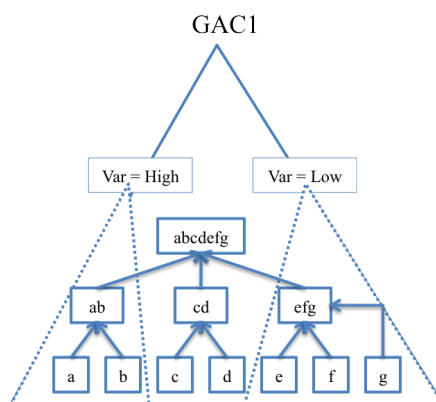 GAC1
Var = High
Var = Low
abcdefg
ab
cd
efg
a
b
c
d
e
f
g